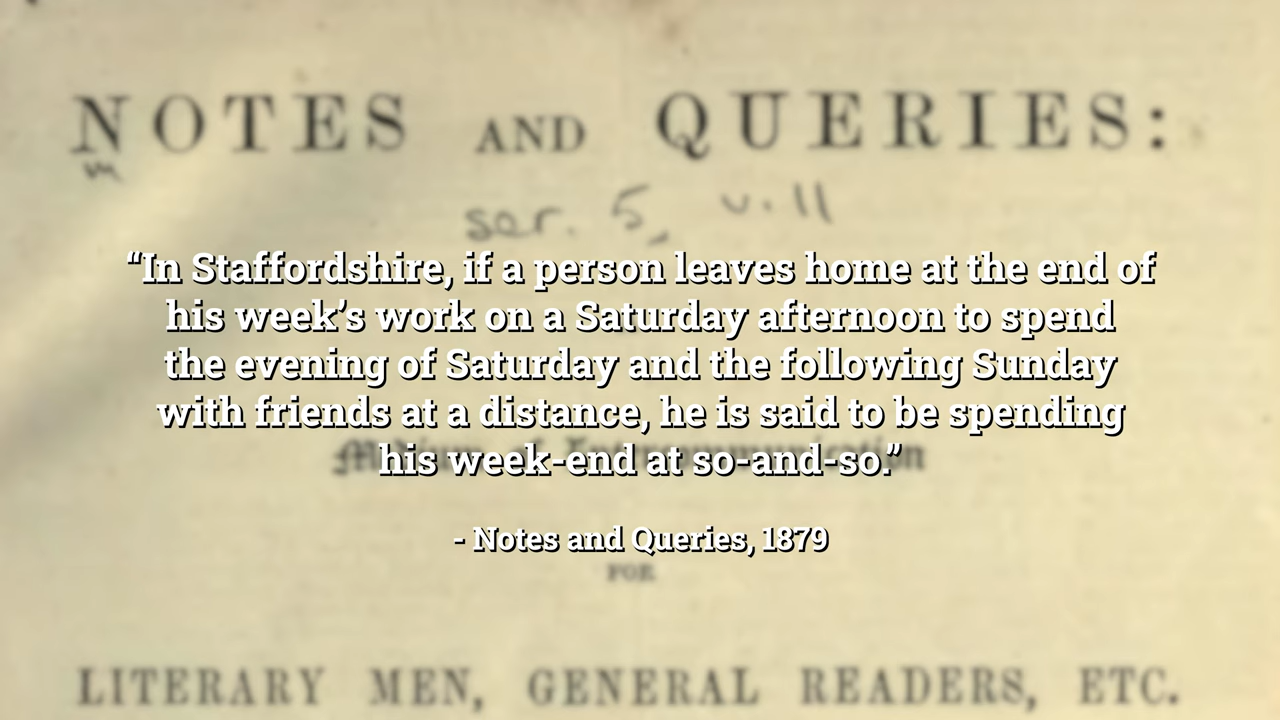 NOTES AND QUERIES:
ser. 5, v. 11
“In Staffordshire, if a person leaves home at the end of
his week’s work on a Saturday afternoon to spend
the evening of Saturday and the following Sunday
with friends at a distance, he is said to be spending
his week-end at so-and-so.”
- Notes and Queries, 1879
FOR
LITERARY MEN, GENERAL READERS, ETC.